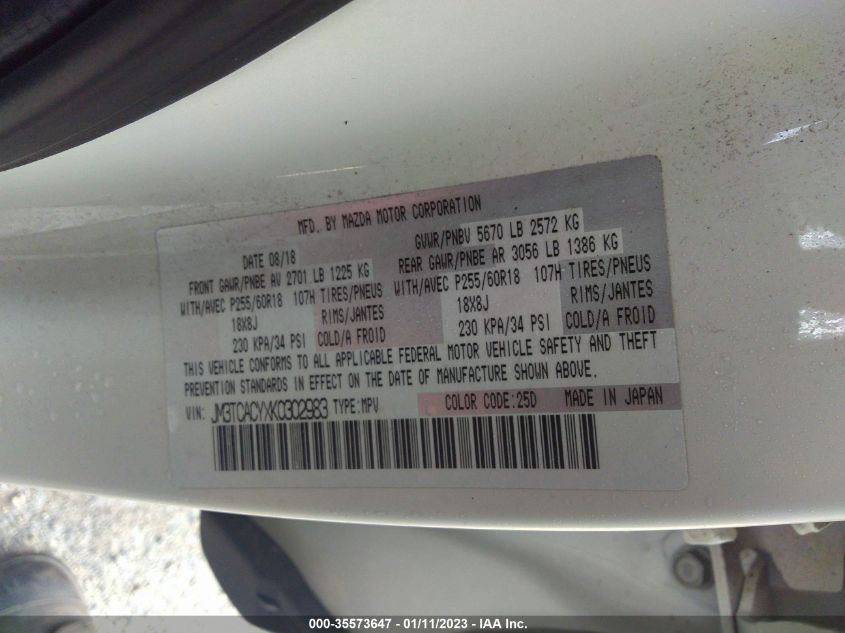 MFD. BY MAZDA MOTOR CORPORATION
DATE 08/18 GVWR/PNBV 5670 LB 2572 KG
FRONT GAWR/PNBE AV 2701 LB 1225 KG REAR GAWR/PNBE AR 3056 LB 1386 KG
WITH/AVEC P255/60R18 107H TIRES/PNEUS WITH/AVEC P255/60R18 107H TIRES/PNEUS
18X8J RIMS/JANTES 18X8J RIMS/JANTES
230 KPA/34 PSI COLD/A FROID 230 KPA/34 PSI COLD/A FROID
THIS VEHICLE CONFORMS TO ALL APPLICABLE FEDERAL MOTOR VEHICLE SAFETY AND THEFT
PREVENTION STANDARDS IN EFFECT ON THE DATE OF MANUFACTURE SHOWN ABOVE.
VIN: JM3TCACYXK0302983 TYPE:MPV COLOR CODE:25D MADE IN JAPAN
000-35573647 - 01/11/2023 - IAA Inc.